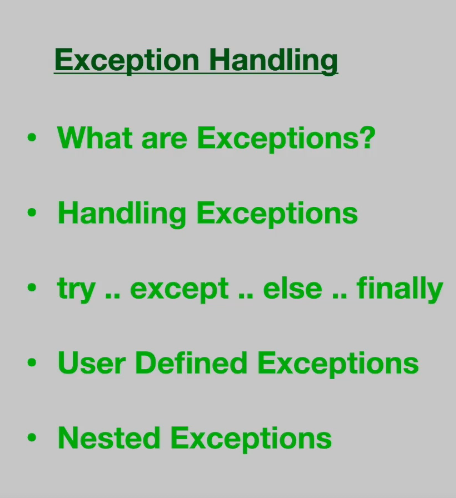 Exception Handling
• What are Exceptions?
• Handling Exceptions
• try .. except .. else .. finally
• User Defined Exceptions
• Nested Exceptions